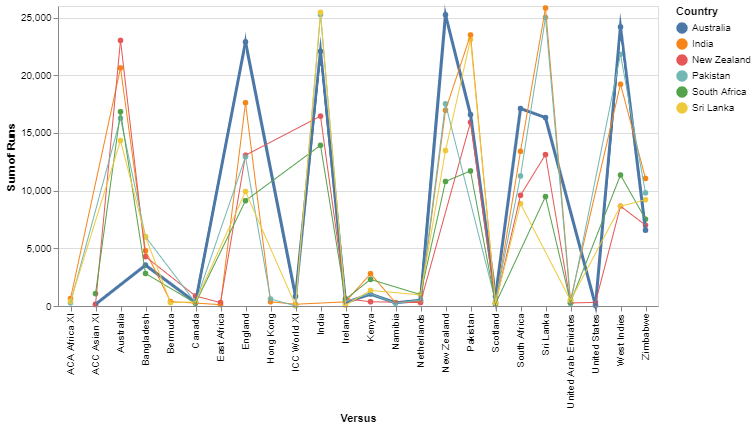 Country
Australia
India
New Zealand
Pakistan
South Africa
Sri Lanka
25,000
20,000
15,000
10,000
5,000
0
Sum of Runs
ACA Africa XI
ACC Asian XI
Australia
Bangladesh
Bermuda
Canada
East Africa
England
Hong Kong
ICC World XI
India
Ireland
Kenya
Namibia
Netherlands
New Zealand
Pakistan
Scotland
South Africa
Sri Lanka
United Arab Emirates
United States
West Indies
Zimbabwe
Versus